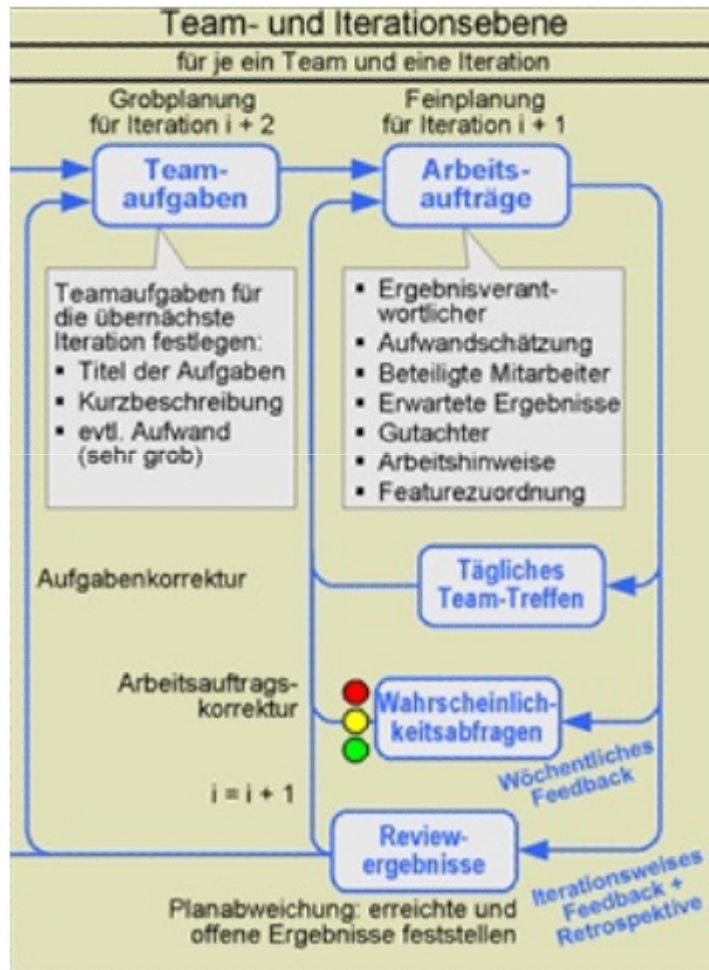 Team- und Iterationsebene
für je ein Team und eine Iteration
Grobplanung
für Iteration i + 2
Feinplanung
für Iteration i + 1
Team-
aufgaben
Arbeits-
aufträge
Teamaufgaben für
die übernächste
Iteration festlegen:
▪ Titel der Aufgaben
▪ Kurzbeschreibung
▪ evtl. Aufwand
(sehr grob)
▪ Ergebnisverant-
wortlicher
▪ Aufwandschätzung
▪ Beteiligte Mitarbeiter
▪ Erwartete Ergebnisse
▪ Gutachter
▪ Arbeitshinweise
▪ Featurezuordnung
Aufgabenkorrektur
Tägliches
Team-Treffen
Arbeitsauftrags-
korrektur
Wahrscheinlich-
keitsabfragen
Wöchentliches
Feedback
i = i + 1
Review-
ergebnisse
Iterationsweises
Feedback +
Retrospektive
Planabweichung: erreichte und
offene Ergebnisse feststellen